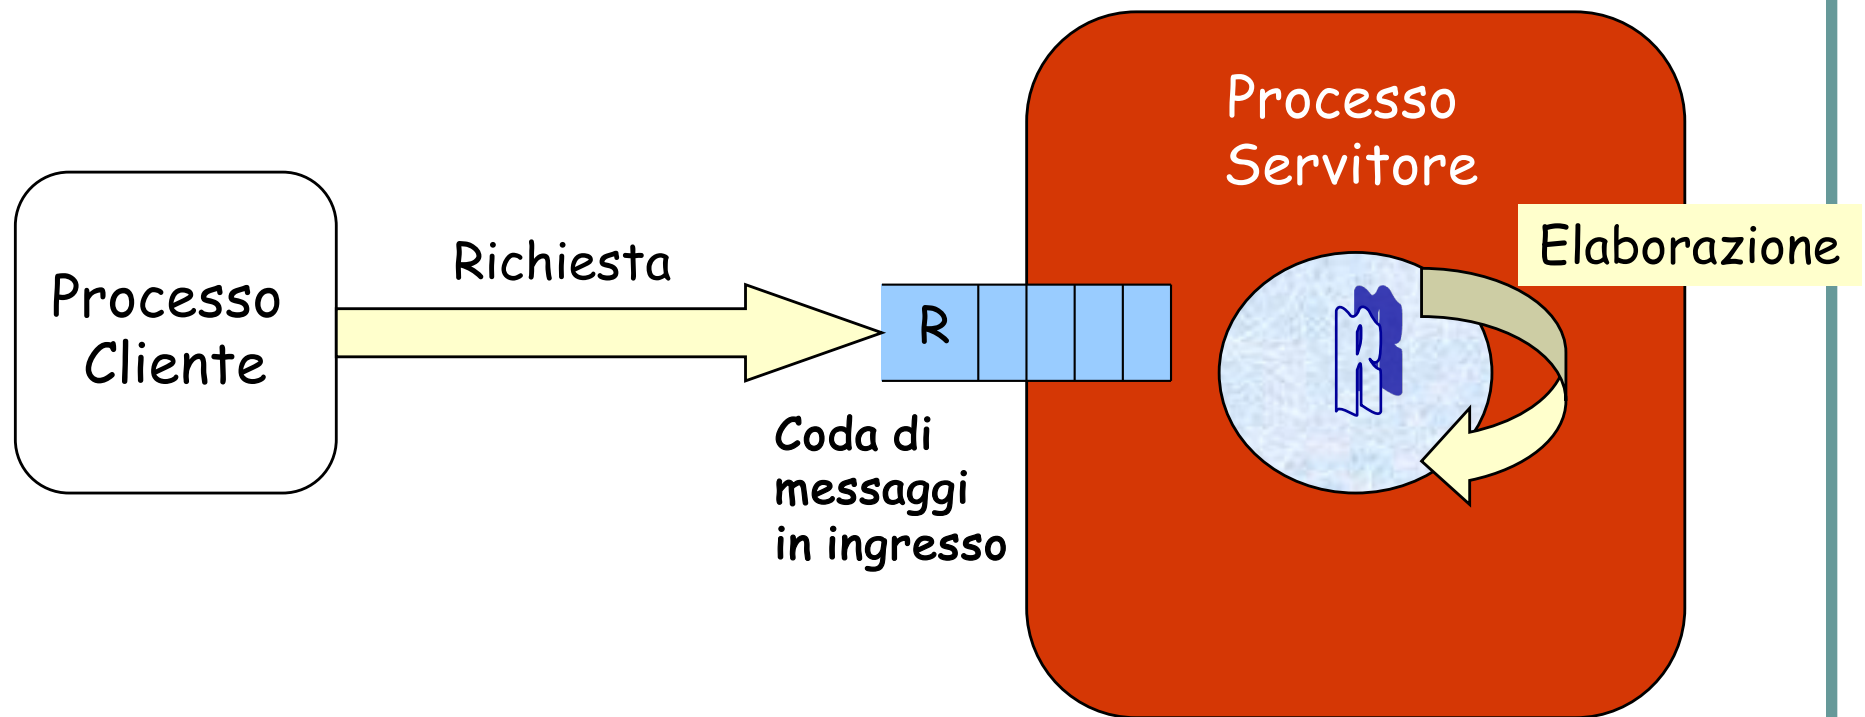 Processo
Servitore
Elaborazione
Richiesta
Processo
Cliente
R
R
Coda di
messaggi
in ingresso